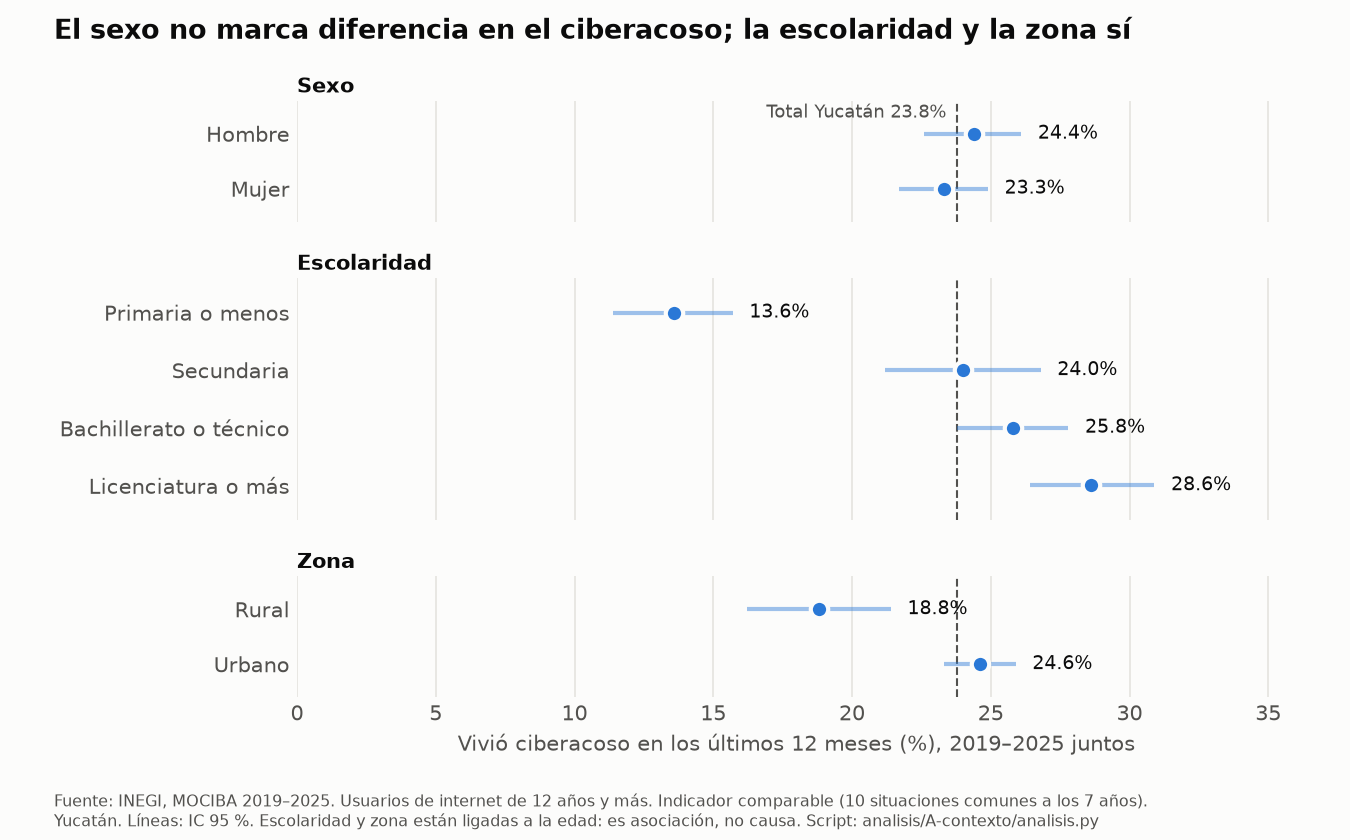 El sexo no marca diferencia en el ciberacoso; la escolaridad y la zona sí
Sexo
Total Yucatán 23.8%
Hombre 24.4%
Mujer 23.3%
Escolaridad
Primaria o menos 13.6%
Secundaria 24.0%
Bachillerato o técnico 25.8%
Licenciatura o más 28.6%
Zona
Rural 18.8%
Urbano 24.6%
0 5 10 15 20 25 30 35
Vivió ciberacoso en los últimos 12 meses (%), 2019–2025 juntos
Fuente: INEGI, MOCIBA 2019–2025. Usuarios de internet de 12 años y más. Indicador comparable (10 situaciones comunes a los 7 años).
Yucatán. Líneas: IC 95 %. Escolaridad y zona están ligadas a la edad: es asociación, no causa. Script: analisis/A-contexto/analisis.py